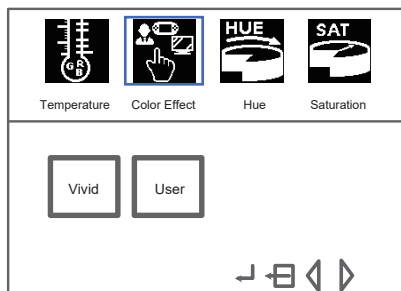 HUE SAT
G R B
Temperature Color Effect Hue Saturation
Vivid User